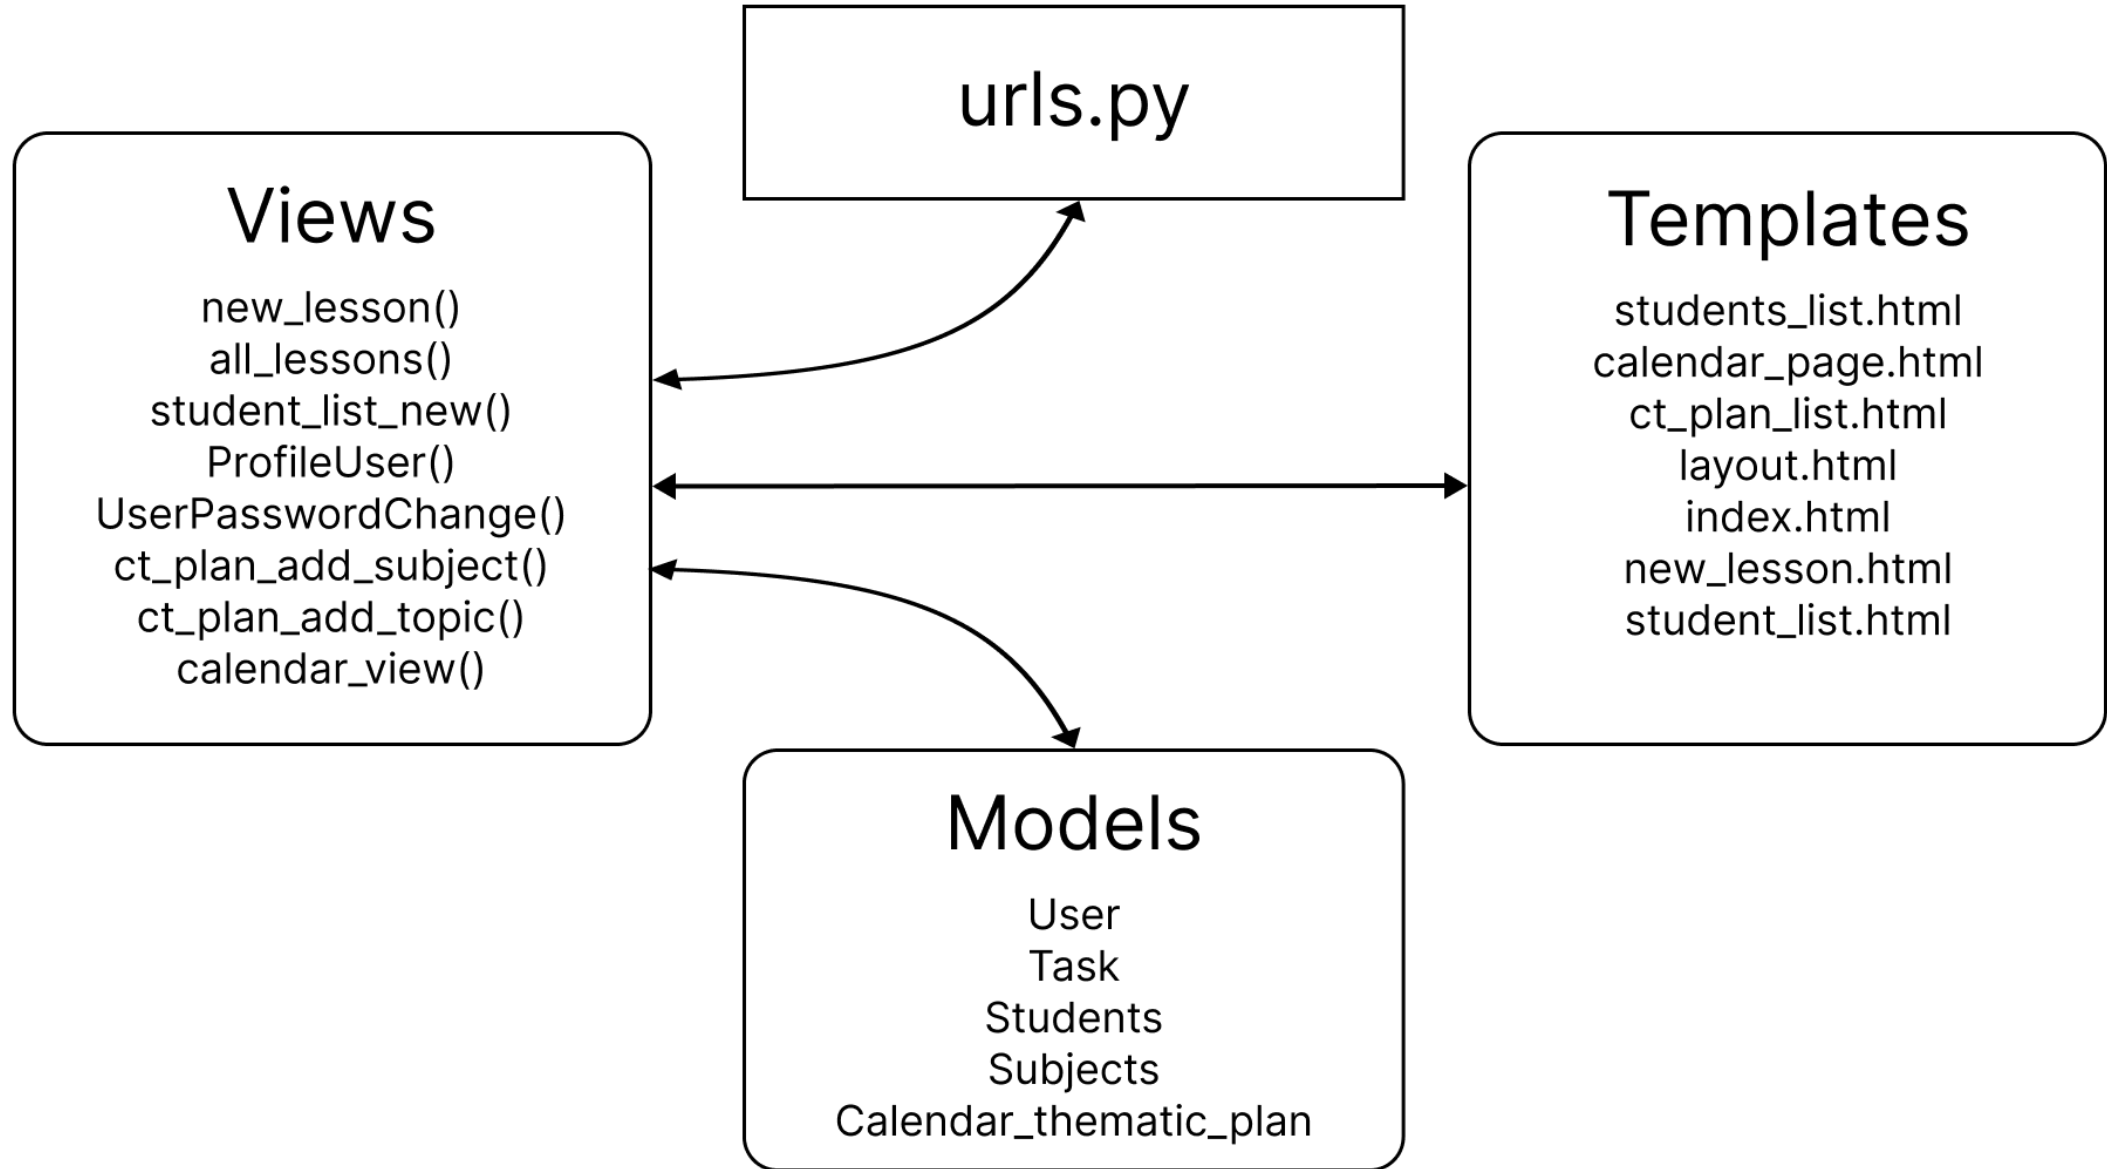 urls.py
Views
new_lesson()
all_lessons()
student_list_new()
ProfileUser()
UserPasswordChange()
ct_plan_add_subject()
ct_plan_add_topic()
calendar_view()
Templates
students_list.html
calendar_page.html
ct_plan_list.html
layout.html
index.html
new_lesson.html
student_list.html
Models
User
Task
Students
Subjects
Calendar_thematic_plan